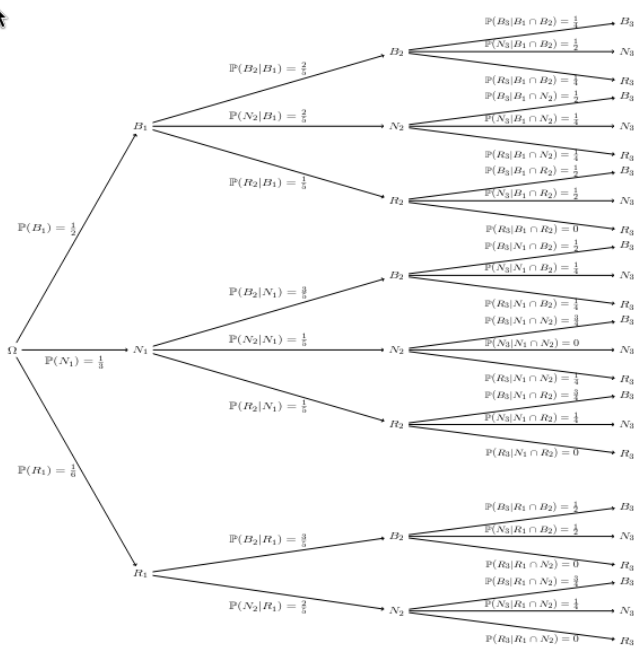 ℙ(B₃|B₁ ∩ B₂) = 1/4 B₃
ℙ(N₃|B₁ ∩ B₂) = 1/2
B₂ N₃
ℙ(B₂|B₁) = 2/5
ℙ(R₃|B₁ ∩ B₂) = 1/4 R₃
ℙ(B₃|B₁ ∩ N₂) = 1/2 B₃
ℙ(N₂|B₁) = 2/5 ℙ(N₃|B₁ ∩ N₂) = 1/4
B₁ N₂ N₃
ℙ(R₃|B₁ ∩ N₂) = 1/4 R₃
ℙ(B₃|B₁ ∩ R₂) = 1/2 B₃
ℙ(R₂|B₁) = 1/5 ℙ(N₃|B₁ ∩ R₂) = 1/2
R₂ N₃
ℙ(B₁) = 1/2 ℙ(R₃|B₁ ∩ R₂) = 0 R₃
ℙ(B₃|N₁ ∩ B₂) = 1/2 B₃
ℙ(N₃|N₁ ∩ B₂) = 1/4
B₂ N₃
ℙ(B₂|N₁) = 3/5
ℙ(R₃|N₁ ∩ B₂) = 1/4 R₃
ℙ(B₃|N₁ ∩ N₂) = 3/4 B₃
ℙ(N₂|N₁) = 1/5 ℙ(N₃|N₁ ∩ N₂) = 0
Ω N₁ N₂ N₃
ℙ(N₁) = 1/3
ℙ(R₃|N₁ ∩ N₂) = 1/4 R₃
ℙ(B₃|N₁ ∩ R₂) = 3/4 B₃
ℙ(R₂|N₁) = 1/5 ℙ(N₃|N₁ ∩ R₂) = 1/4
R₂ N₃
ℙ(R₃|N₁ ∩ R₂) = 0 R₃
ℙ(R₁) = 1/6
ℙ(B₃|R₁ ∩ B₂) = 1/2 B₃
ℙ(N₃|R₁ ∩ B₂) = 1/2
ℙ(B₂|R₁) = 3/5 B₂ N₃
ℙ(R₃|R₁ ∩ B₂) = 0 R₃
R₁
ℙ(B₃|R₁ ∩ N₂) = 3/4 B₃
ℙ(N₂|R₁) = 2/5 ℙ(N₃|R₁ ∩ N₂) = 1/4
N₂ N₃
ℙ(R₃|R₁ ∩ N₂) = 0 R₃